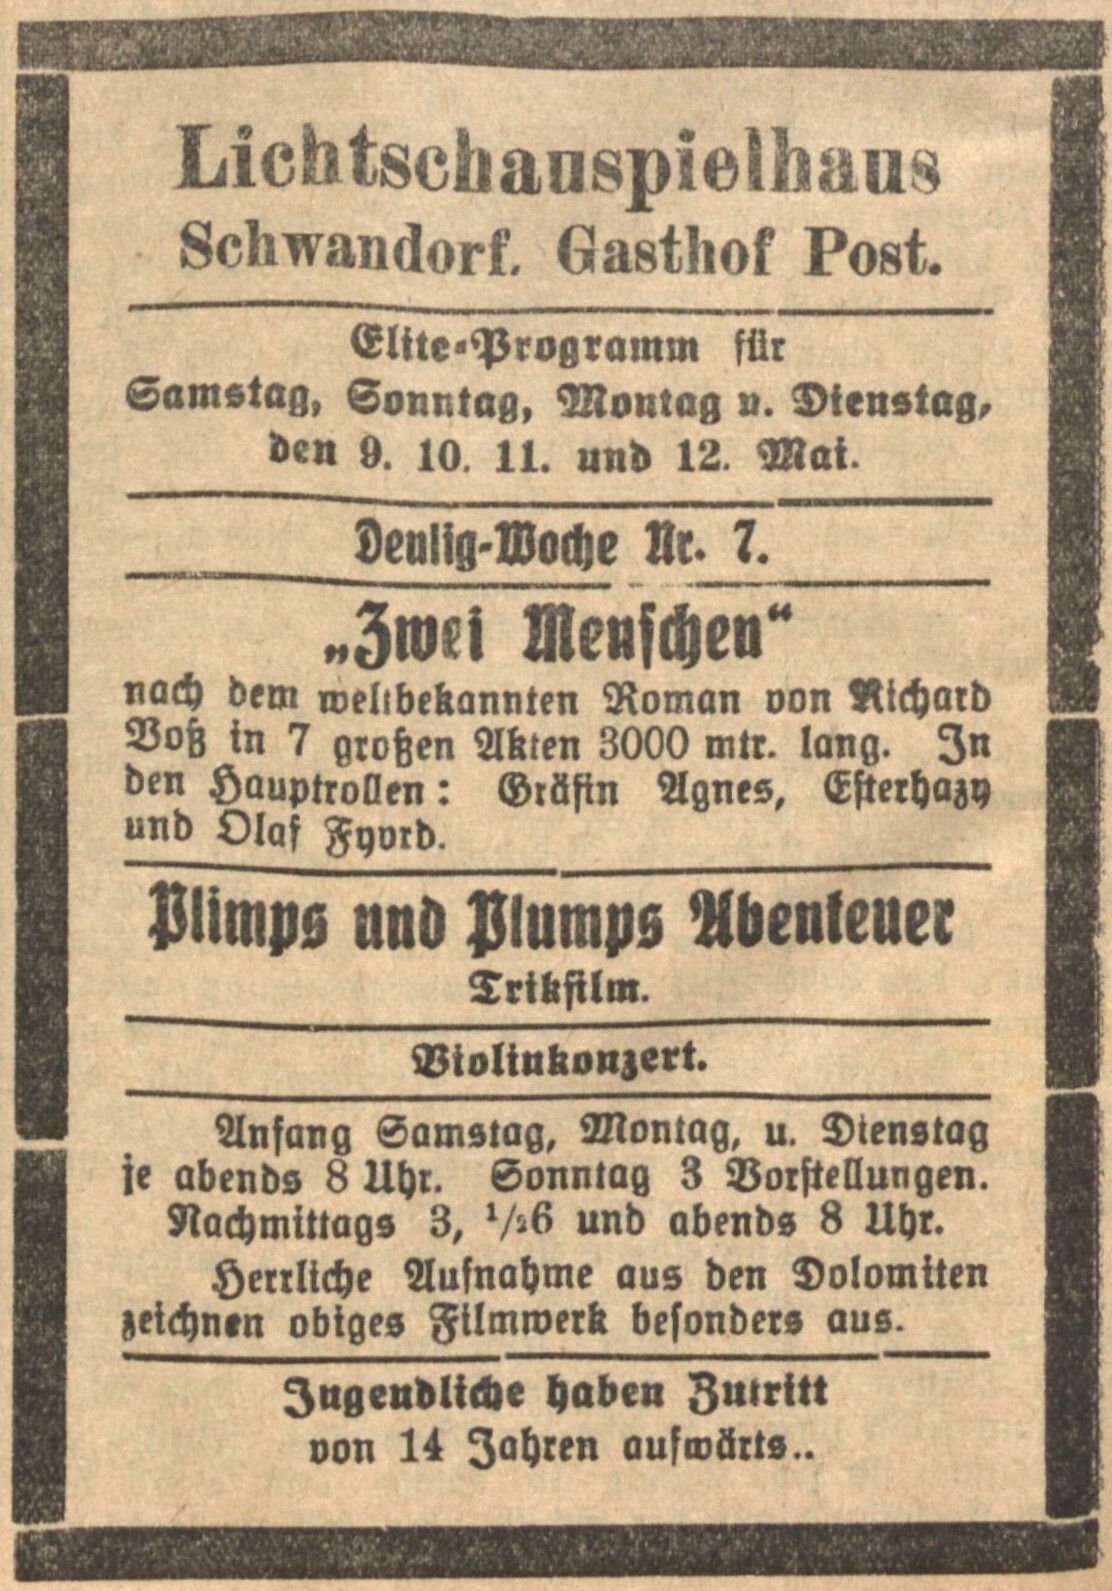 Lichtschauspielhaus
Schwandorf. Gasthof Post.
Elite-Programm für
Samstag, Sonntag, Montag u. Dienstag,
den 9. 10. 11. und 12. Mai.
Deulig-Woche Nr. 7.
„Zwei Menschen“
nach dem weltbekannten Roman von Richard
Voß in 7 großen Akten 3000 mtr. lang. In
den Hauptrollen: Gräfin Agnes, Esterhazy
und Olaf Fyord.
Plimps und Plumps Abenteuer
Trikfilm.
Violinkonzert.
Anfang Samstag, Montag, u. Dienstag
je abends 8 Uhr. Sonntag 3 Vorstellungen.
Nachmittags 3, 1/26 und abends 8 Uhr.
Herrliche Aufnahme aus den Dolomiten
zeichnen obiges Filmwerk besonders aus.
Jugendliche haben Zutritt
von 14 Jahren aufwärts..